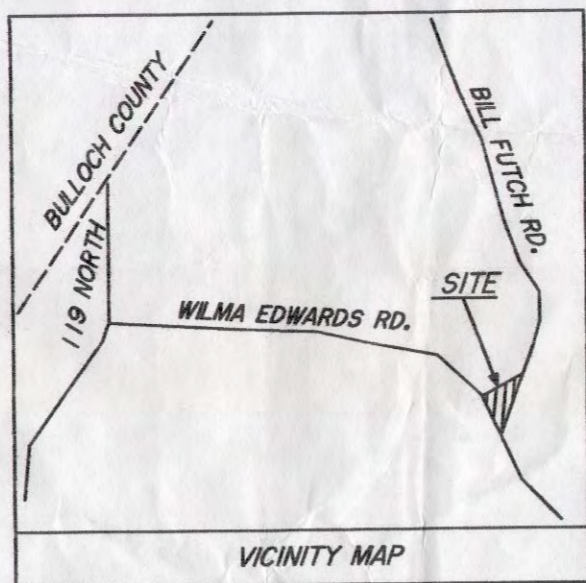 BULLOCH COUNTY
BILL FUTCH RD.
119 NORTH
SITE
WILMA EDWARDS RD.
VICINITY MAP